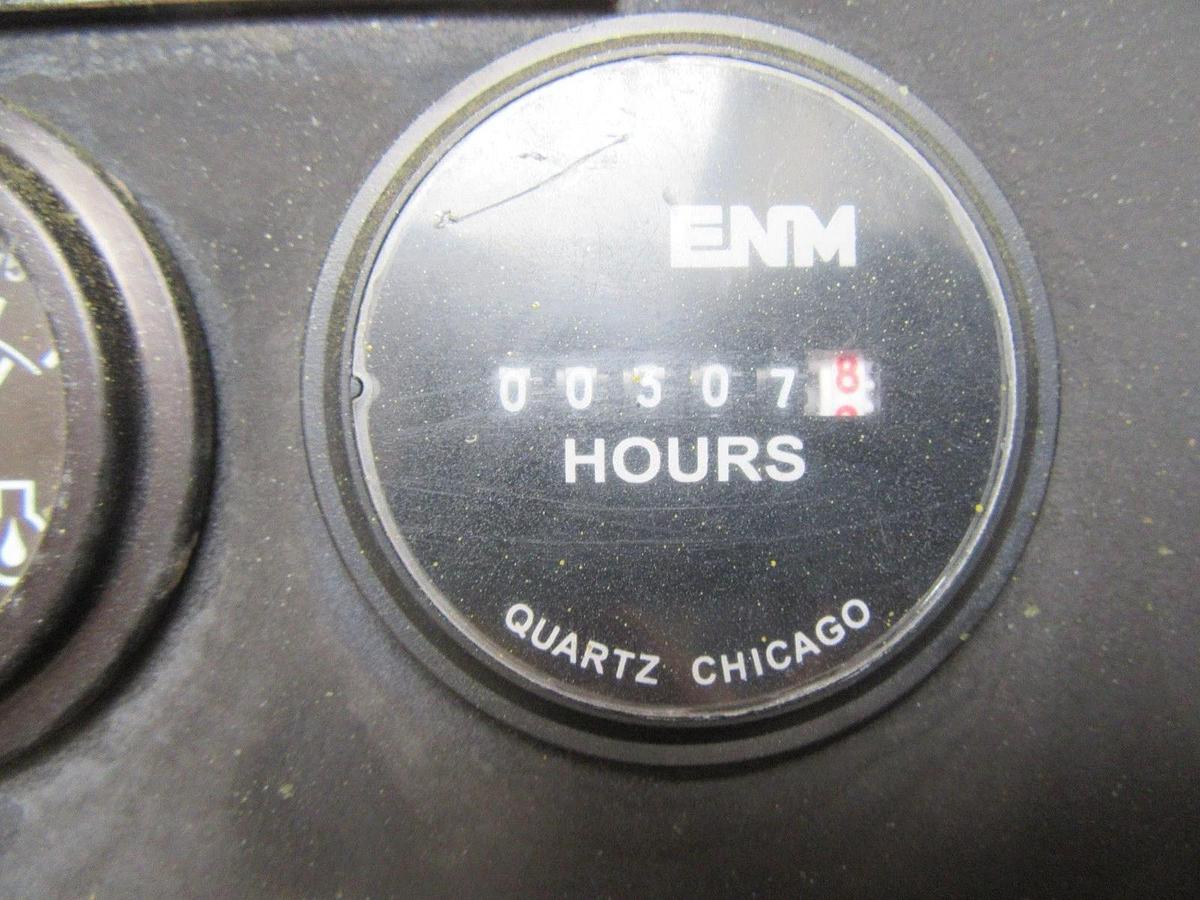 ENM
003078
HOURS
QUARTZ CHICAGO